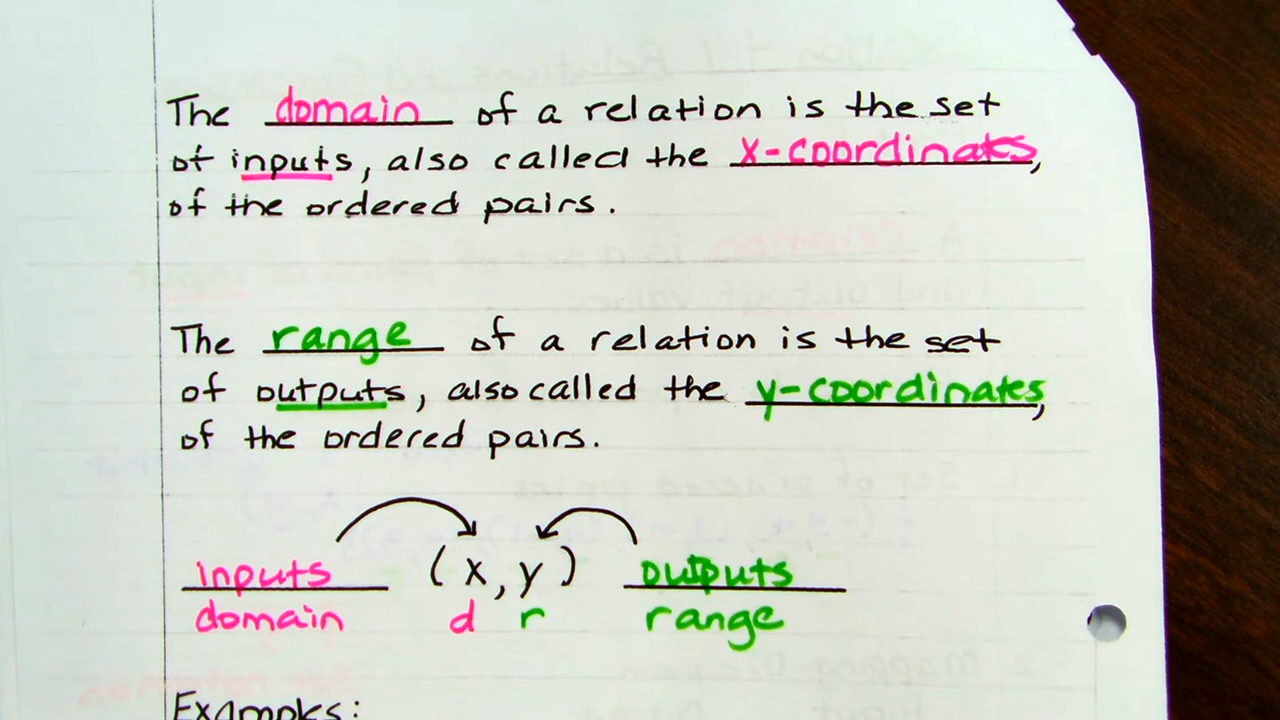 The domain of a relation is the set
of inputs, also called the x-coordinates,
of the ordered pairs.
The range of a relation is the set
of outputs, also called the y-coordinates,
of the ordered pairs.
inputs (x, y) outputs
domain d r range
Examples: